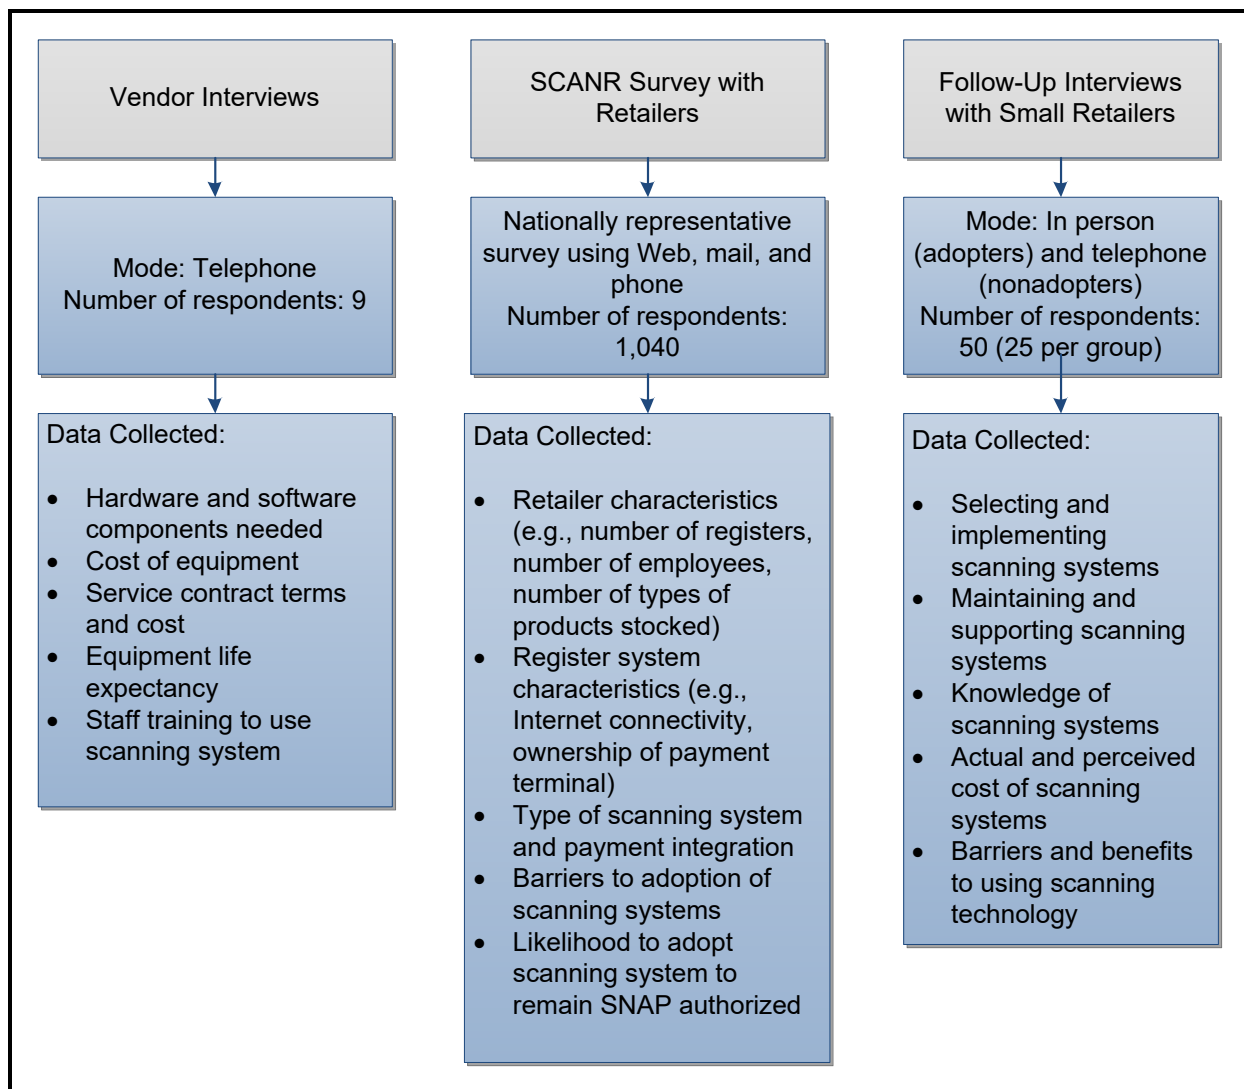 Vendor Interviews
Mode: Telephone
Number of respondents: 9
Data Collected:
• Hardware and software
components needed
• Cost of equipment
• Service contract terms
and cost
• Equipment life
expectancy
• Staff training to use
scanning system
SCANR Survey with
Retailers
Nationally representative
survey using Web, mail, and
phone
Number of respondents:
1,040
Data Collected:
• Retailer characteristics
(e.g., number of registers,
number of employees,
number of types of
products stocked)
• Register system
characteristics (e.g.,
Internet connectivity,
ownership of payment
terminal)
• Type of scanning system
and payment integration
• Barriers to adoption of
scanning systems
• Likelihood to adopt
scanning system to
remain SNAP authorized
Follow-Up Interviews
with Small Retailers
Mode: In person
(adopters) and telephone
(nonadopters)
Number of respondents:
50 (25 per group)
Data Collected:
• Selecting and
implementing
scanning systems
• Maintaining and
supporting scanning
systems
• Knowledge of
scanning systems
• Actual and perceived
cost of scanning
systems
• Barriers and benefits
to using scanning
technology